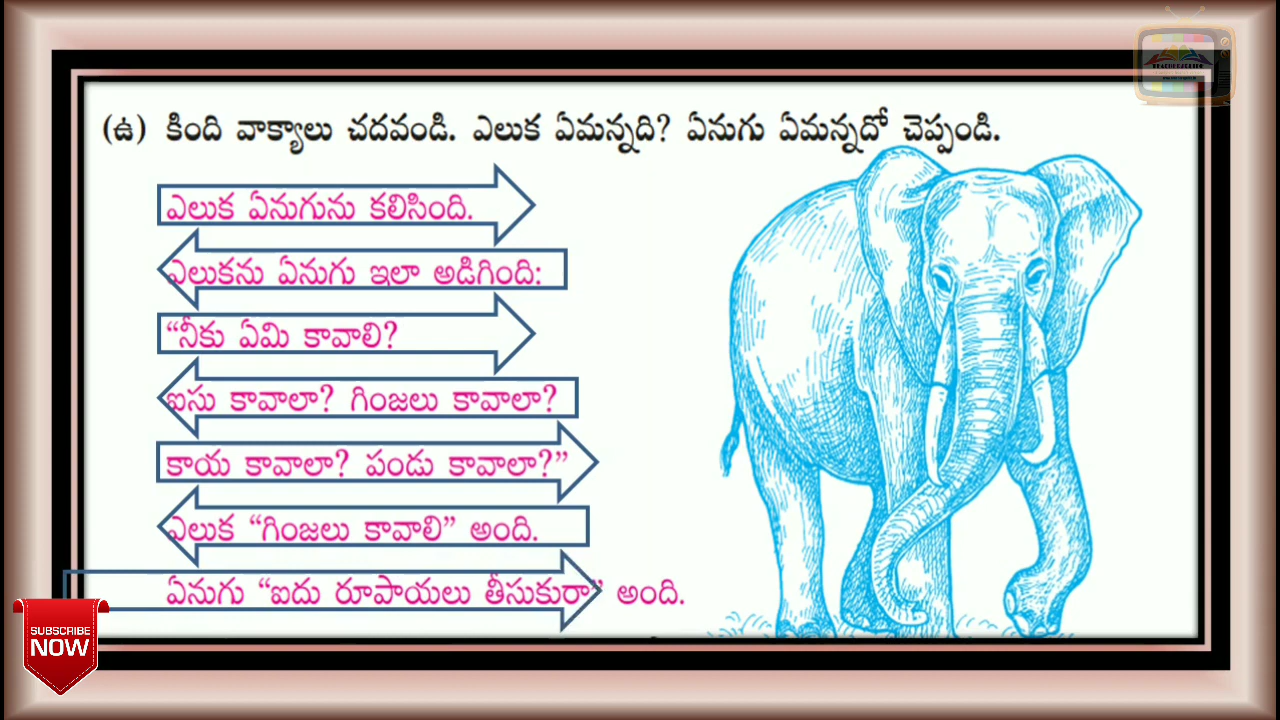 (ఉ) కింది వాక్యాలు చదవండి. ఎలుక ఏమన్నది? ఏనుగు ఏమన్నదో చెప్పండి.
ఎలుక ఏనుగును కలిసింది.
ఎలుకను ఏనుగు ఇలా అడిగింది:
“నీకు ఏమి కావాలి?
ఐసు కావాలా? గింజలు కావాలా?
కాయ కావాలా? పండు కావాలా?”
ఎలుక “గింజలు కావాలి” అంది.
ఏనుగు “ఐదు రూపాయలు తీసుకురా” అంది.
SUBSCRIBE
NOW